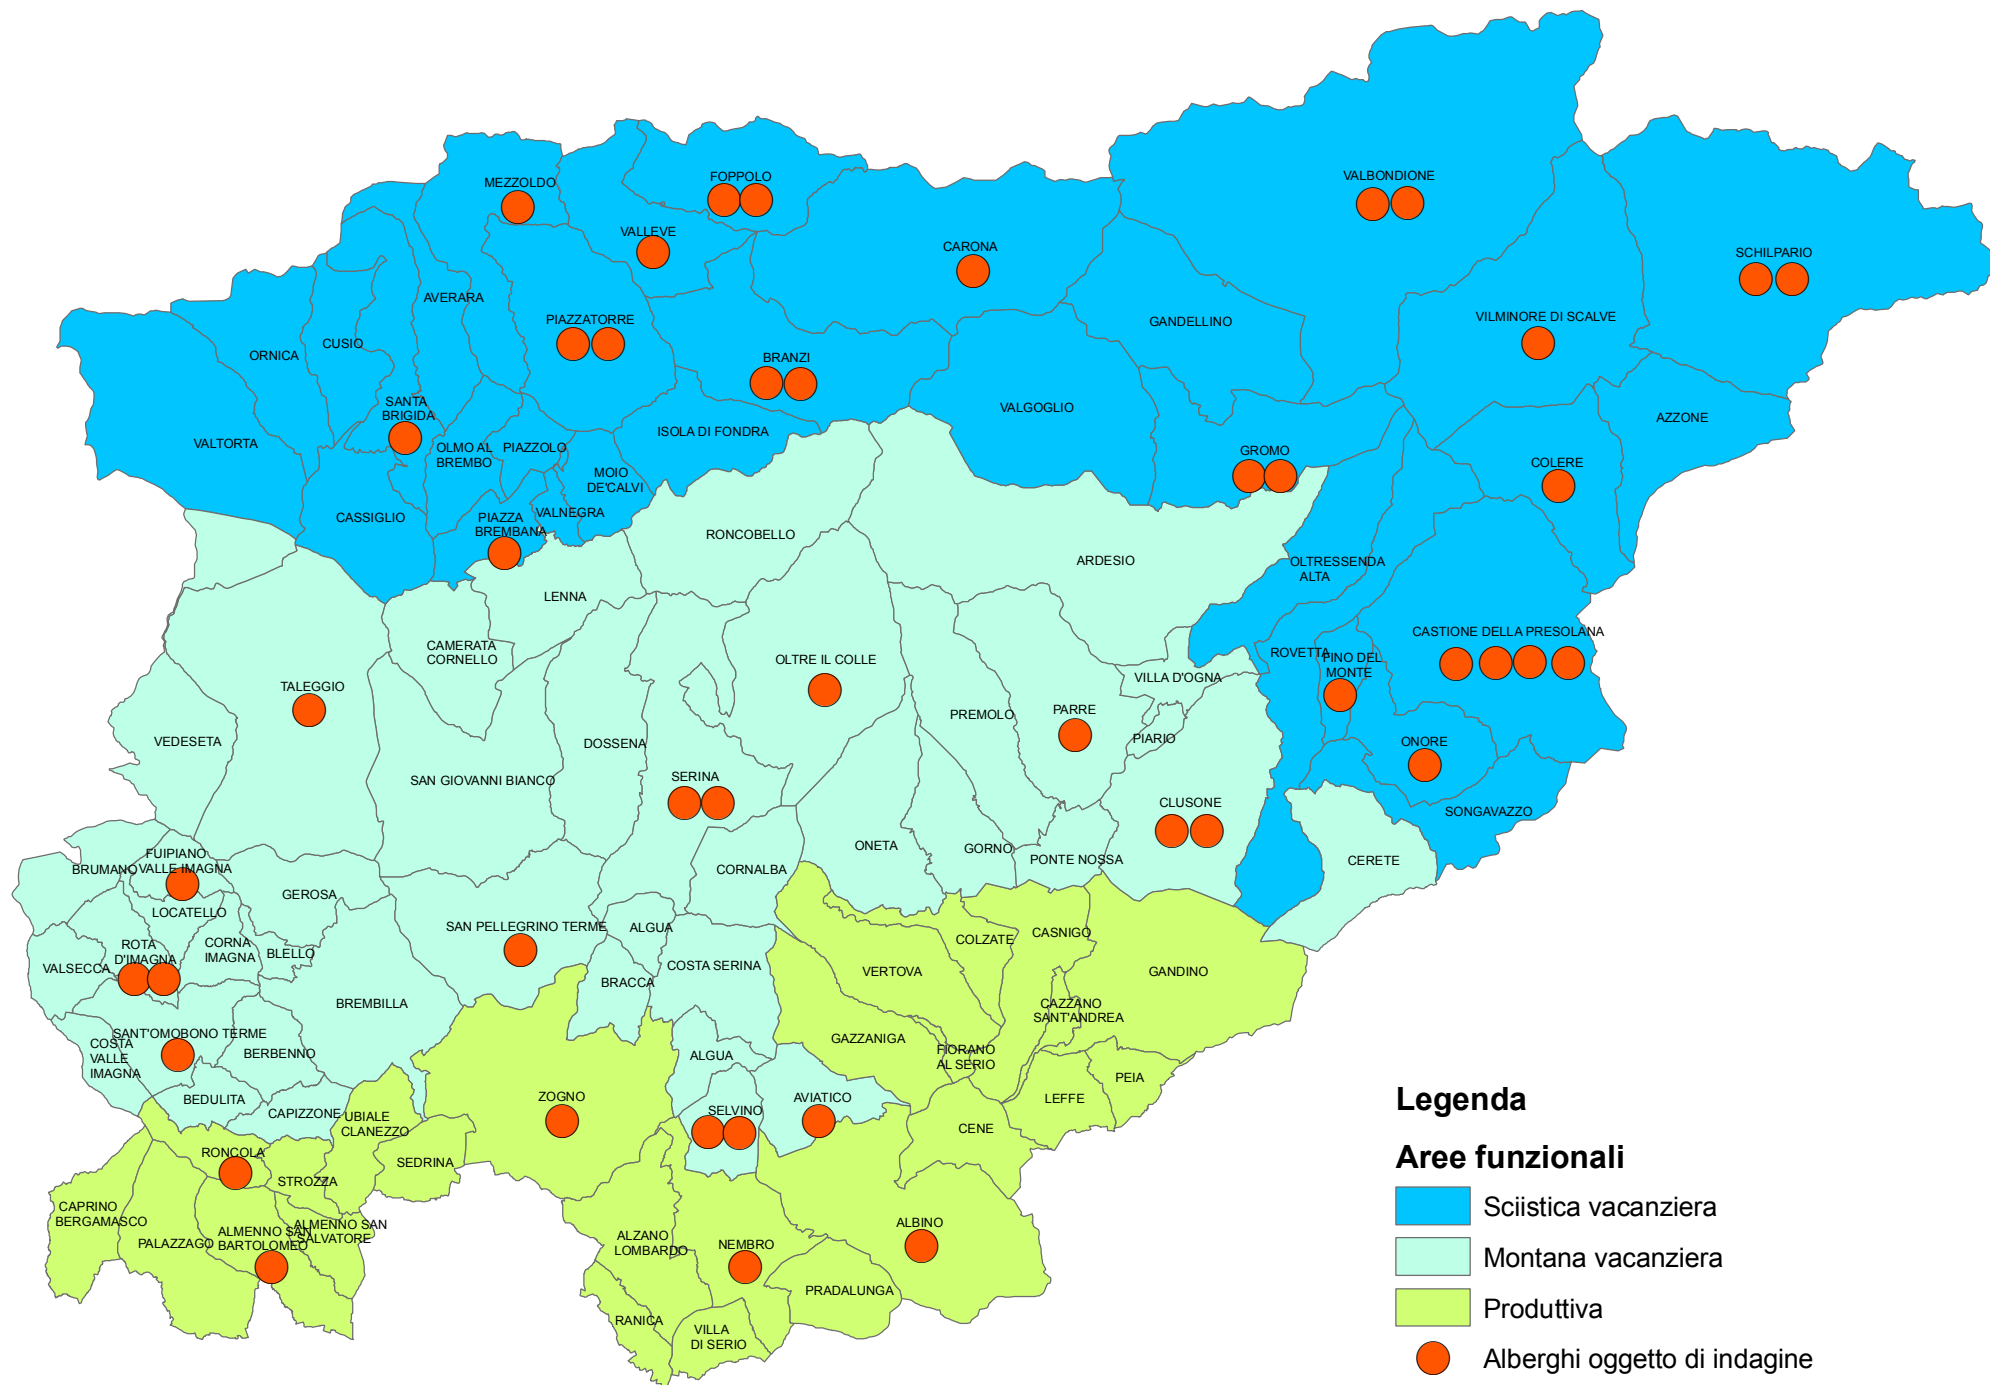 MEZZOLDO
FOPPOLO
VALBONDIONE
VALLEVE
CARONA
SCHILPARIO
AVERARA
PIAZZATORRE
GANDELLINO
VILMINORE DI SCALVE
ORNICA
CUSIO
BRANZI
SANTA
BRIGIDA
VALGOGLIO
AZZONE
VALTORTA
ISOLA DI FONDRA
OLMO AL
BREMBO
PIAZZOLO
GROMO
COLERE
MOIO
DE'CALVI
CASSIGLIO
PIAZZA
BREMBANA
VALNEGRA
RONCOBELLO
ARDESIO
OLTRESSENDA
ALTA
LENNA
CAMERATA
CORNELLO
OLTRE IL COLLE
CASTIONE DELLA PRESOLANA
ROVETTA
FINO DEL
MONTE
TALEGGIO
VILLA D'OGNA
VEDESETA
DOSSENA
PREMOLO
PARRE
PIARIO
ONORE
SAN GIOVANNI BIANCO
SERINA
CLUSONE
SONGAVAZZO
BRUMANO
FUIPIANO
VALLE IMAGNA
GEROSA
CORNALBA
ONETA
GORNO
PONTE NOSSA
CERETE
LOCATELLO
ROTA
D'IMAGNA
CORNA
IMAGNA
BLELLO
SAN PELLEGRINO TERME
ALGUA
COLZATE
CASNIGO
VALSECCA
COSTA SERINA
VERTOVA
GANDINO
BREMBILLA
BRACCA
CAZZANO
SANT'ANDREA
SANT'OMOBONO TERME
COSTA
VALLE
IMAGNA
BERBENNO
ALGUA
GAZZANIGA
FIORANO
AL SERIO
PEIA
BEDULITA
CAPIZZONE
UBIALE
CLANEZZO
ZOGNO
SELVINO
AVIATICO
LEFFE
CENE
RONCOLA
STROZZA
SEDRINA
CAPRINO
BERGAMASCO
PALAZZAGO
ALMENNO SAN
BARTOLOMEO
ALMENNO SAN
SALVATORE
ALZANO
LOMBARDO
NEMBRO
ALBINO
PRADALUNGA
RANICA
VILLA
DI SERIO
Legenda
Aree funzionali
Sciistica vacanziera
Montana vacanziera
Produttiva
Alberghi oggetto di indagine